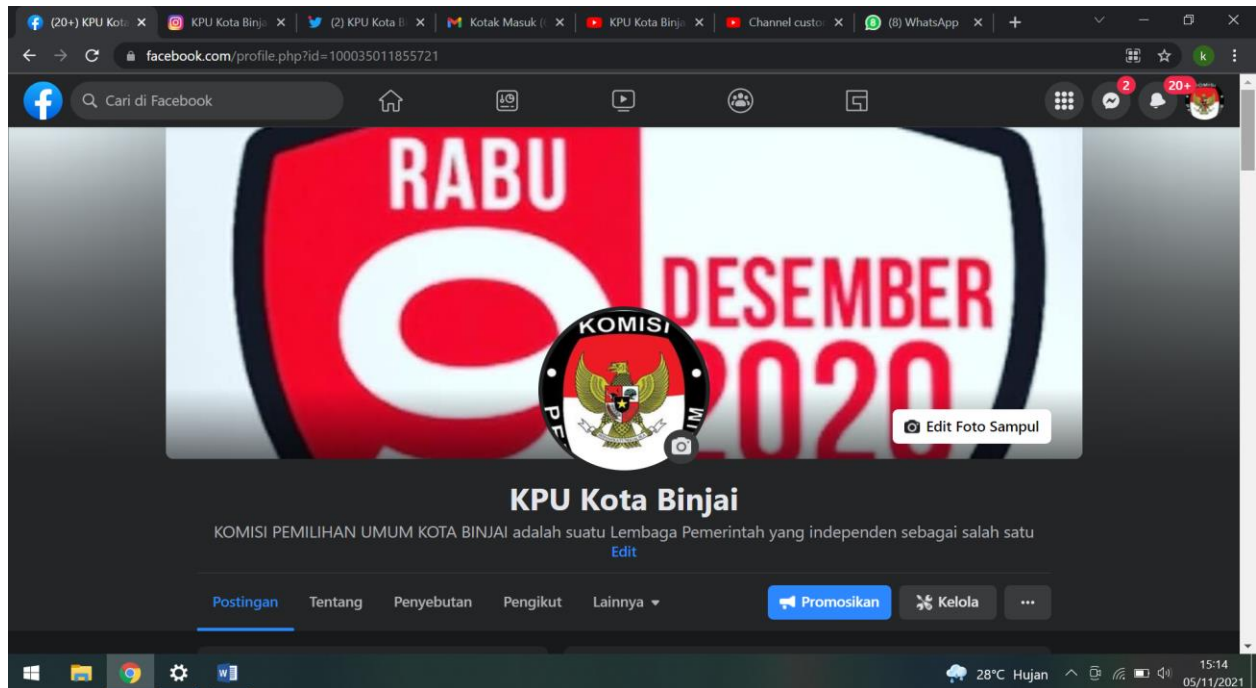 (20+) KPU Kota
KPU Kota Binja
(2) KPU Kota B
Kotak Masuk (
KPU Kota Binja
Channel custo
(8) WhatsApp
facebook.com/profile.php?id=100035011855721
k
Cari di Facebook
2
20+
RABU
9
DESEMBER
2020
KOMISI
Edit Foto Sampul
KPU Kota Binjai
KOMISI PEMILIHAN UMUM KOTA BINJAI adalah suatu Lembaga Pemerintah yang independen sebagai salah satu
Edit
Postingan Tentang Penyebutan Pengikut Lainnya
Promosikan
Kelola
28°C Hujan
15:14
05/11/2021